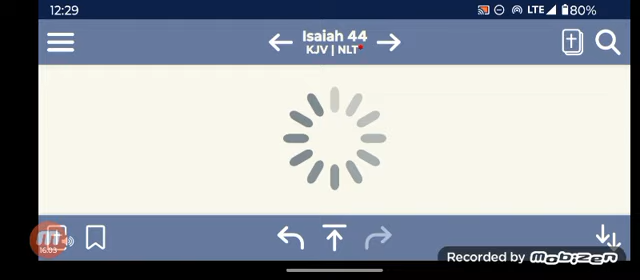 12:29
LTE 80%
Isaiah 44
KJV | NLT
16:03
Recorded by Mobizen